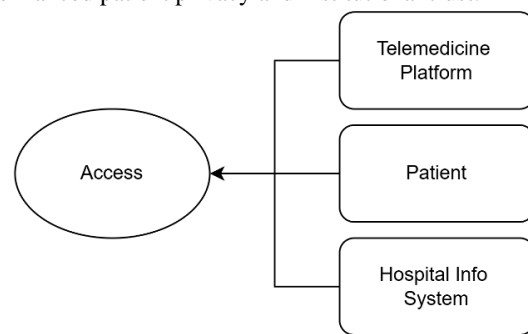 Telemedicine
Platform
Access
Patient
Hospital Info
System